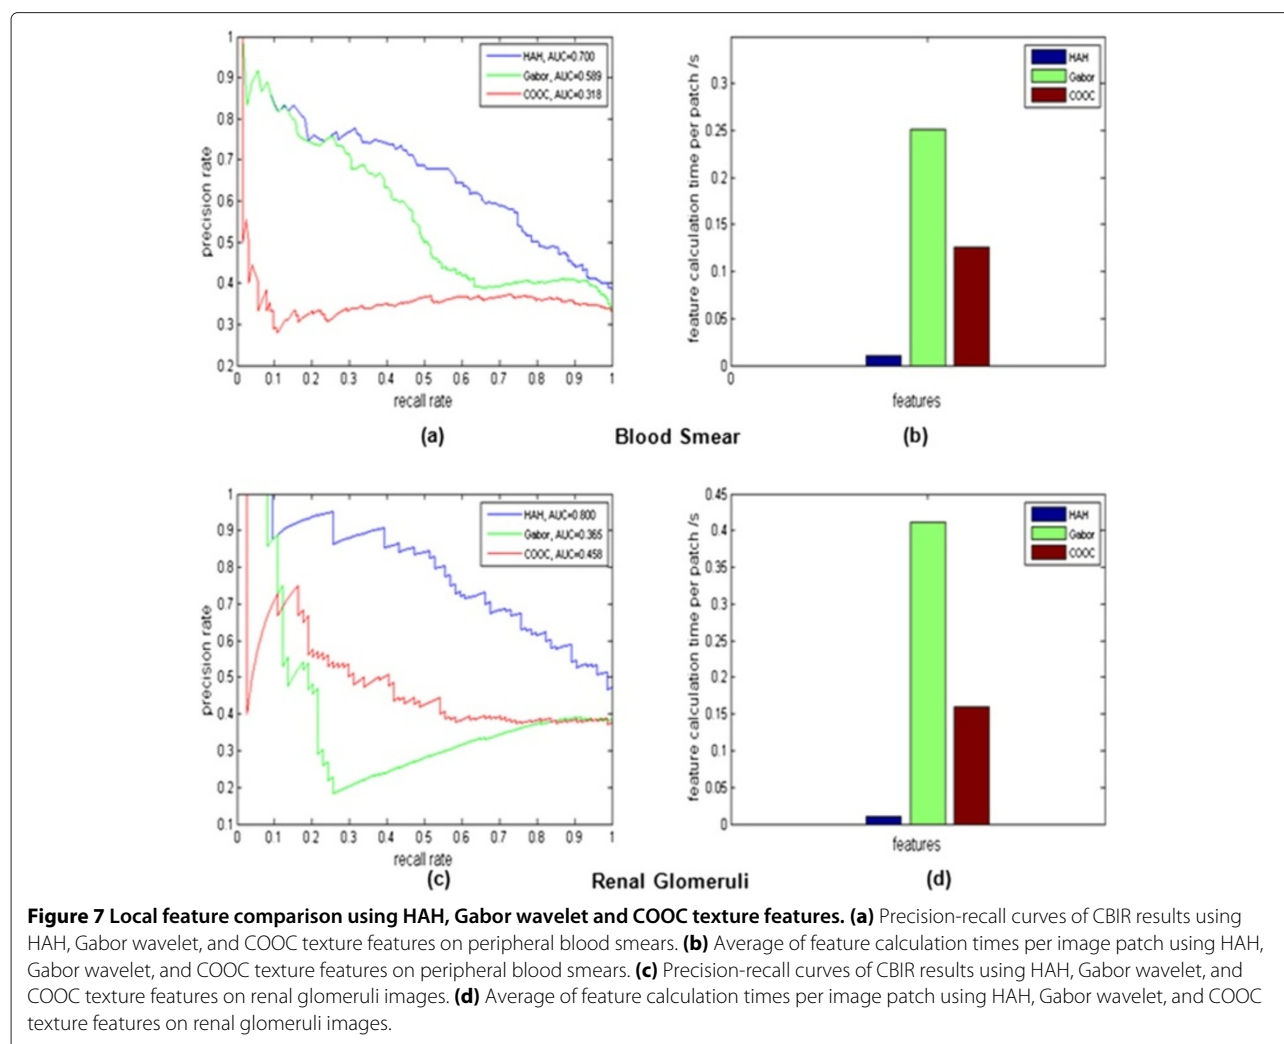 1
0.9
0.8
0.7
0.6
0.5
0.4
0.3
0.2
precision rate
HAH, AUC=0.700
Gabor, AUC=0.589
COOC, AUC=0.318
0 0.1 0.2 0.3 0.4 0.5 0.6 0.7 0.8 0.9 1
recall rate
(a)
0.3
0.25
0.2
0.15
0.1
0.05
0
feature calculation time per patch /s
HAH
Gabor
COOC
0
features
(b)
Blood Smear
1
0.9
0.8
0.7
0.6
0.5
0.4
0.3
0.2
0.1
precision rate
HAH, AUC=0.800
Gabor, AUC=0.365
COOC, AUC=0.458
0 0.1 0.2 0.3 0.4 0.5 0.6 0.7 0.8 0.9 1
recall rate
(c)
0.45
0.4
0.35
0.3
0.25
0.2
0.15
0.1
0.05
0
feature calculation time per patch /s
HAH
Gabor
COOC
features
(d)
Renal Glomeruli
Figure 7 Local feature comparison using HAH, Gabor wavelet and COOC texture features. (a) Precision-recall curves of CBIR results using
HAH, Gabor wavelet, and COOC texture features on peripheral blood smears. (b) Average of feature calculation times per image patch using HAH,
Gabor wavelet, and COOC texture features on peripheral blood smears. (c) Precision-recall curves of CBIR results using HAH, Gabor wavelet, and
COOC texture features on renal glomeruli images. (d) Average of feature calculation times per image patch using HAH, Gabor wavelet, and COOC
texture features on renal glomeruli images.